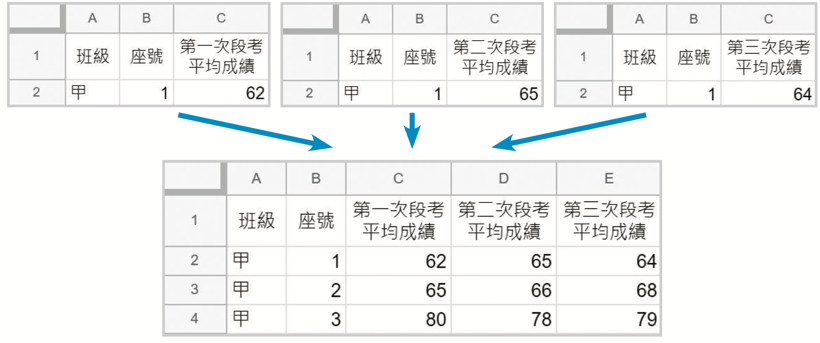 A B C
1 班級 座號 第一次段考
平均成績
2 甲 1 62
A B C
1 班級 座號 第二次段考
平均成績
2 甲 1 65
A B C
1 班級 座號 第三次段考
平均成績
2 甲 1 64
A B C D E
1 班級 座號 第一次段考 第二次段考 第三次段考
平均成績 平均成績 平均成績
2 甲 1 62 65 64
3 甲 2 65 66 68
4 甲 3 80 78 79